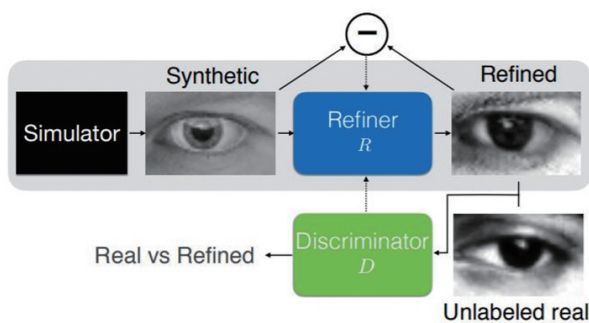 −
Synthetic
Refined
Simulator
Refiner
R
Discriminator
D
Real vs Refined
Unlabeled real